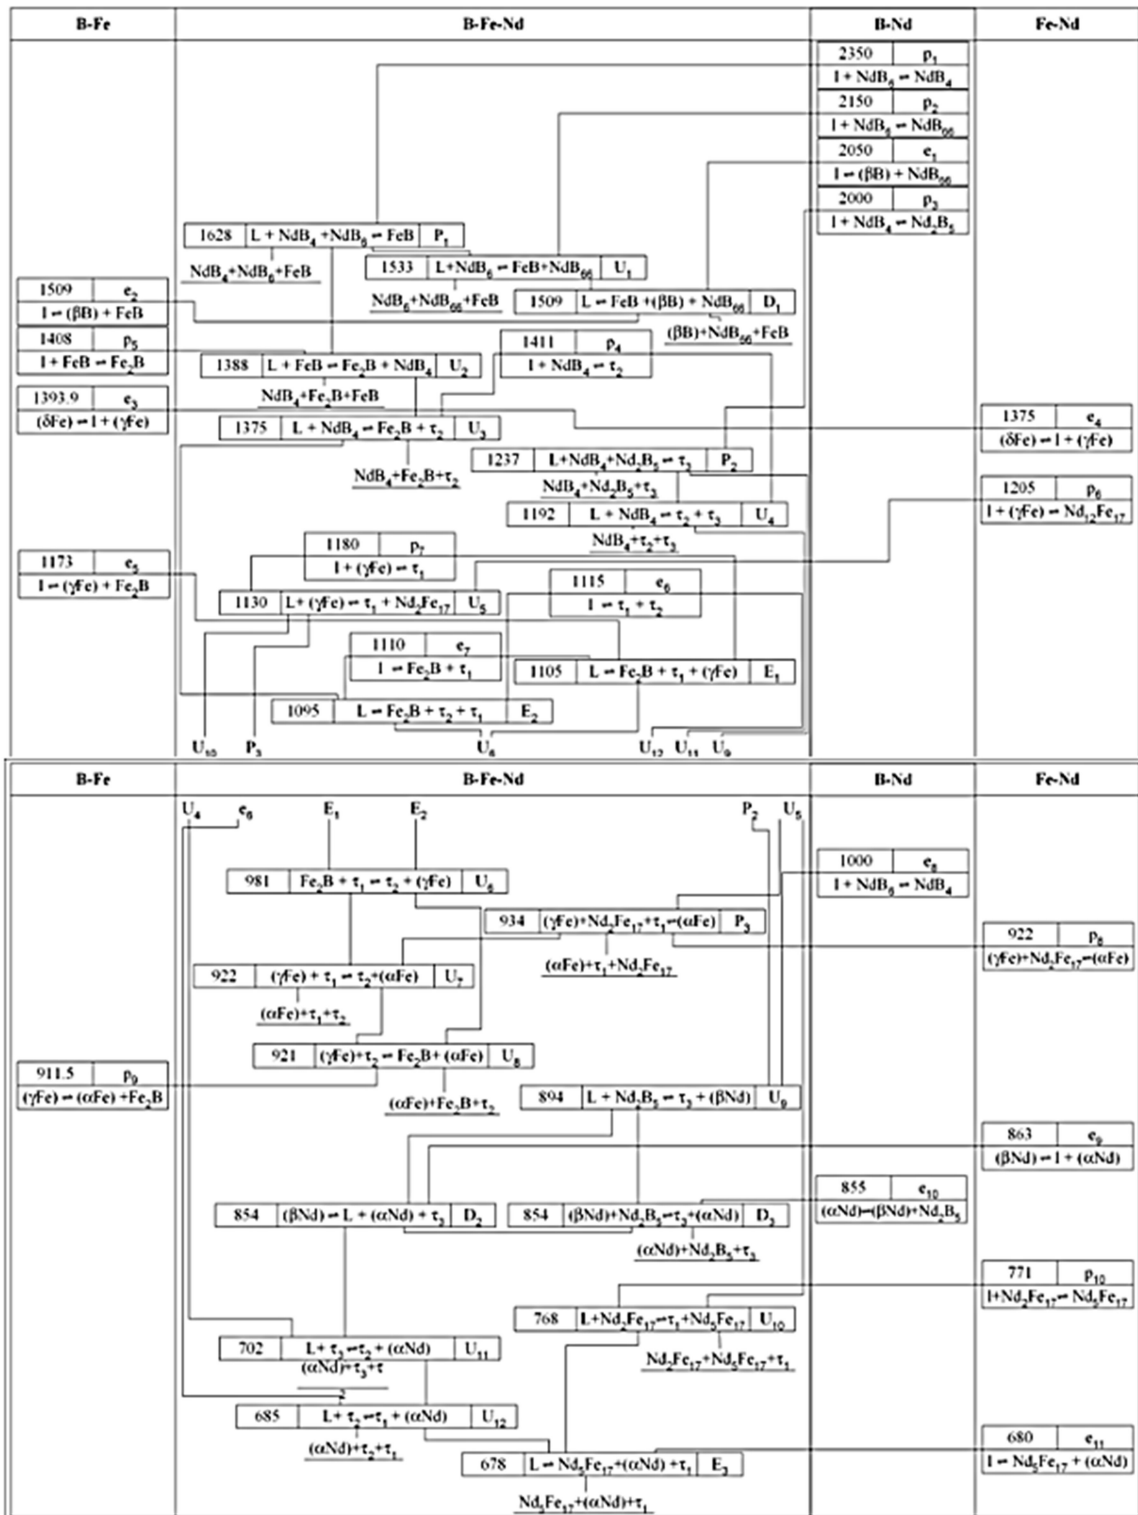 B-Fe B-Fe-Nd B-Nd Fe-Nd
2350 p₁
l + NdB₆ ⇌ NdB₄
2150 p₂
l + NdB₆ ⇌ NdB₆₆
2050 e₁
l ⇌ (βB) + NdB₆₆
2000 p₃
l + NdB₄ ⇌ Nd₂B₅
1628 L + NdB₄ +NdB₆ ⇌ FeB P₁
NdB₄+NdB₆+FeB
1533 L+NdB₆ ⇌ FeB+NdB₆₆ U₁
NdB₆+NdB₆₆+FeB
1509 e₂
l ⇌ (βB) + FeB
1509 L ⇌ FeB +(βB) + NdB₆₆ D₁
(βB)+NdB₆₆+FeB
1408 p₅
l + FeB ⇌ Fe₂B
1411 p₄
l + NdB₄ ⇌ τ₂
1388 L + FeB ⇌ Fe₂B + NdB₄ U₂
NdB₄+Fe₂B+FeB
1393.9 e₃
(δFe) ⇌ l + (γFe)
1375 e₄
(δFe) ⇌ l + (γFe)
1375 L + NdB₄ ⇌ Fe₂B + τ₂ U₃
NdB₄+Fe₂B+τ₂
1237 L+NdB₄+Nd₂B₅ ⇌ τ₃ P₂
NdB₄+Nd₂B₅+τ₃
1205 p₆
l + (γFe) ⇌ Nd₁₂Fe₁₇
1192 L + NdB₄ ⇌ τ₂ + τ₃ U₄
NdB₄+τ₂+τ₃
1180 p₇
l + (γFe) ⇌ τ₁
1173 e₅
l ⇌ (γFe) + Fe₂B
1115 e₆
l ⇌ τ₁ + τ₂
1130 L+ (γFe) ⇌ τ₁ + Nd₂Fe₁₇ U₅
1110 e₇
l ⇌ Fe₂B + τ₁
1105 L ⇌ Fe₂B + τ₁ + (γFe) E₁
1095 L ⇌ Fe₂B + τ₂ + τ₁ E₂
U₁₀ P₃ U₆ U₁₂ U₁₁ U₉
B-Fe B-Fe-Nd B-Nd Fe-Nd
U₄ e₆ E₁ E₂ P₂ U₅
1000 e₈
l + NdB₆ ⇌ NdB₄
981 Fe₂B + τ₁ ⇌ τ₂ + (γFe) U₆
934 (γFe)+Nd₂Fe₁₇+τ₁⇌(αFe) P₃
(αFe)+τ₁+Nd₂Fe₁₇
922 p₈
(γFe)+Nd₂Fe₁₇⇌(αFe)
922 (γFe) + τ₁ ⇌ τ₂+(αFe) U₇
(αFe)+τ₁+τ₂
921 (γFe)+τ₂ ⇌ Fe₂B+ (αFe) U₈
(αFe)+Fe₂B+τ₂
911.5 p₉
(γFe) ⇌ (αFe) +Fe₂B
894 L + Nd₂B₅ ⇌ τ₃ + (βNd) U₉
863 e₉
(βNd) ⇌ l + (αNd)
855 e₁₀
(αNd)⇌(βNd)+Nd₂B₅
854 (βNd) ⇌ L + (αNd) + τ₃ D₂
854 (βNd)+Nd₂B₅⇌τ₃+(αNd) D₃
(αNd)+Nd₂B₅+τ₃
771 p₁₀
l+Nd₂Fe₁₇⇌ Nd₅Fe₁₇
768 L+Nd₂Fe₁₇⇌τ₁+Nd₅Fe₁₇ U₁₀
Nd₂Fe₁₇+Nd₅Fe₁₇+τ₁
702 L+ τ₃ ⇌τ₂ + (αNd) U₁₁
(αNd)+τ₃+τ
2
685 L+ τ₂ ⇌τ₁ + (αNd) U₁₂
(αNd)+τ₂+τ₁
680 e₁₁
l ⇌ Nd₅Fe₁₇ + (αNd)
678 L ⇌ Nd₅Fe₁₇+(αNd) +τ₁ E₃
Nd₅Fe₁₇+(αNd)+τ₁